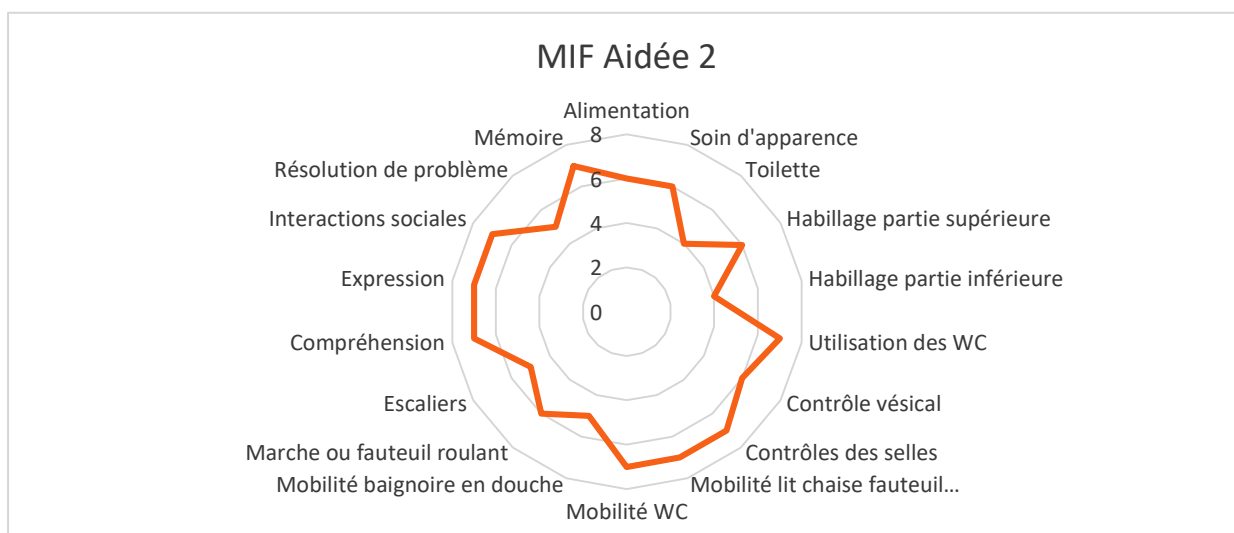 MIF Aidée 2
Alimentation
8
Mémoire
Soin d'apparence
Résolution de problème
Toilette
6
Interactions sociales
Habillage partie supérieure
4
Expression
2
Habillage partie inférieure
0
Compréhension
Utilisation des WC
Escaliers
Contrôle vésical
Marche ou fauteuil roulant
Contrôles des selles
Mobilité baignoire en douche
Mobilité lit chaise fauteuil…
Mobilité WC